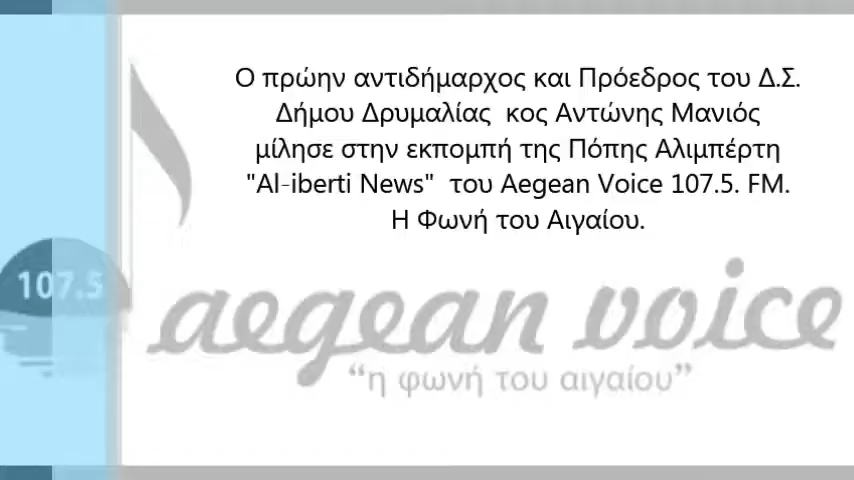 Ο πρώην αντιδήμαρχος και Πρόεδρος του Δ.Σ.
Δήμου Δρυμαλίας  κος Αντώνης Μανιός
μίλησε στην εκπομπή της Πόπης Αλιμπέρτη
"Al-iberti News"  του Aegean Voice 107.5. FM.
Η Φωνή του Αιγαίου.
107.5
aegean voice
“η φωνή του αιγαίου”